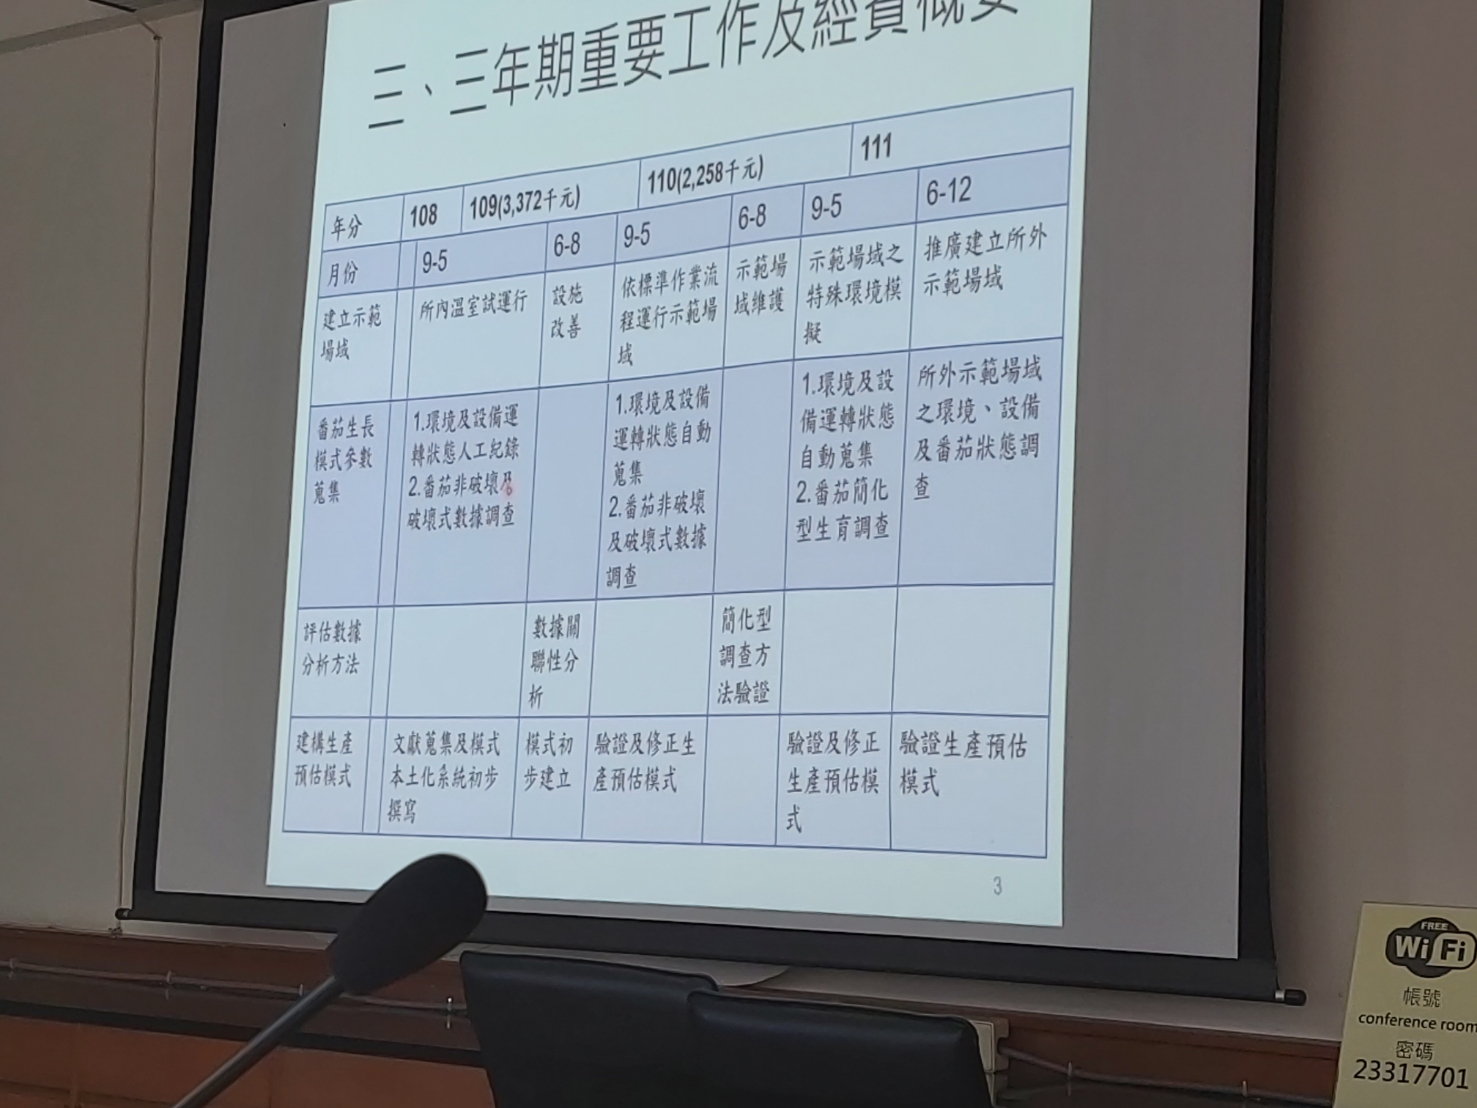 三、三年期重要工作及經費概要
年分 108 109(3,372千元) 110(2,258千元) 111
月份 9-5 6-8 9-5 6-8 9-5 6-12
建立示範
場域
所內溫室試運行
設施
改善
依標準作業流
程運行示範場
域
示範場
域維護
示範場域之
特殊環境模
擬
推廣建立所外
示範場域
番茄生長
模式參數
蒐集
1.環境及設備運
轉狀態人工紀錄
2.番茄非破壞及
破壞式數據調查
1.環境及設備
運轉狀態自動
蒐集
2.番茄非破壞
及破壞式數據
調查
1.環境及設
備運轉狀態
自動蒐集
2.番茄簡化
型生育調查
所外示範場域
之環境、設備
及番茄狀態調
查
評估數據
分析方法
數據關
聯性分
析
簡化型
調查方
法驗證
建構生產
預估模式
文獻蒐集及模式
本土化系統初步
撰寫
模式初
步建立
驗證及修正生
產預估模式
驗證及修正
生產預估模
式
驗證生產預估
模式
3
FREE
WiFi
帳號
conference room
密碼
23317701